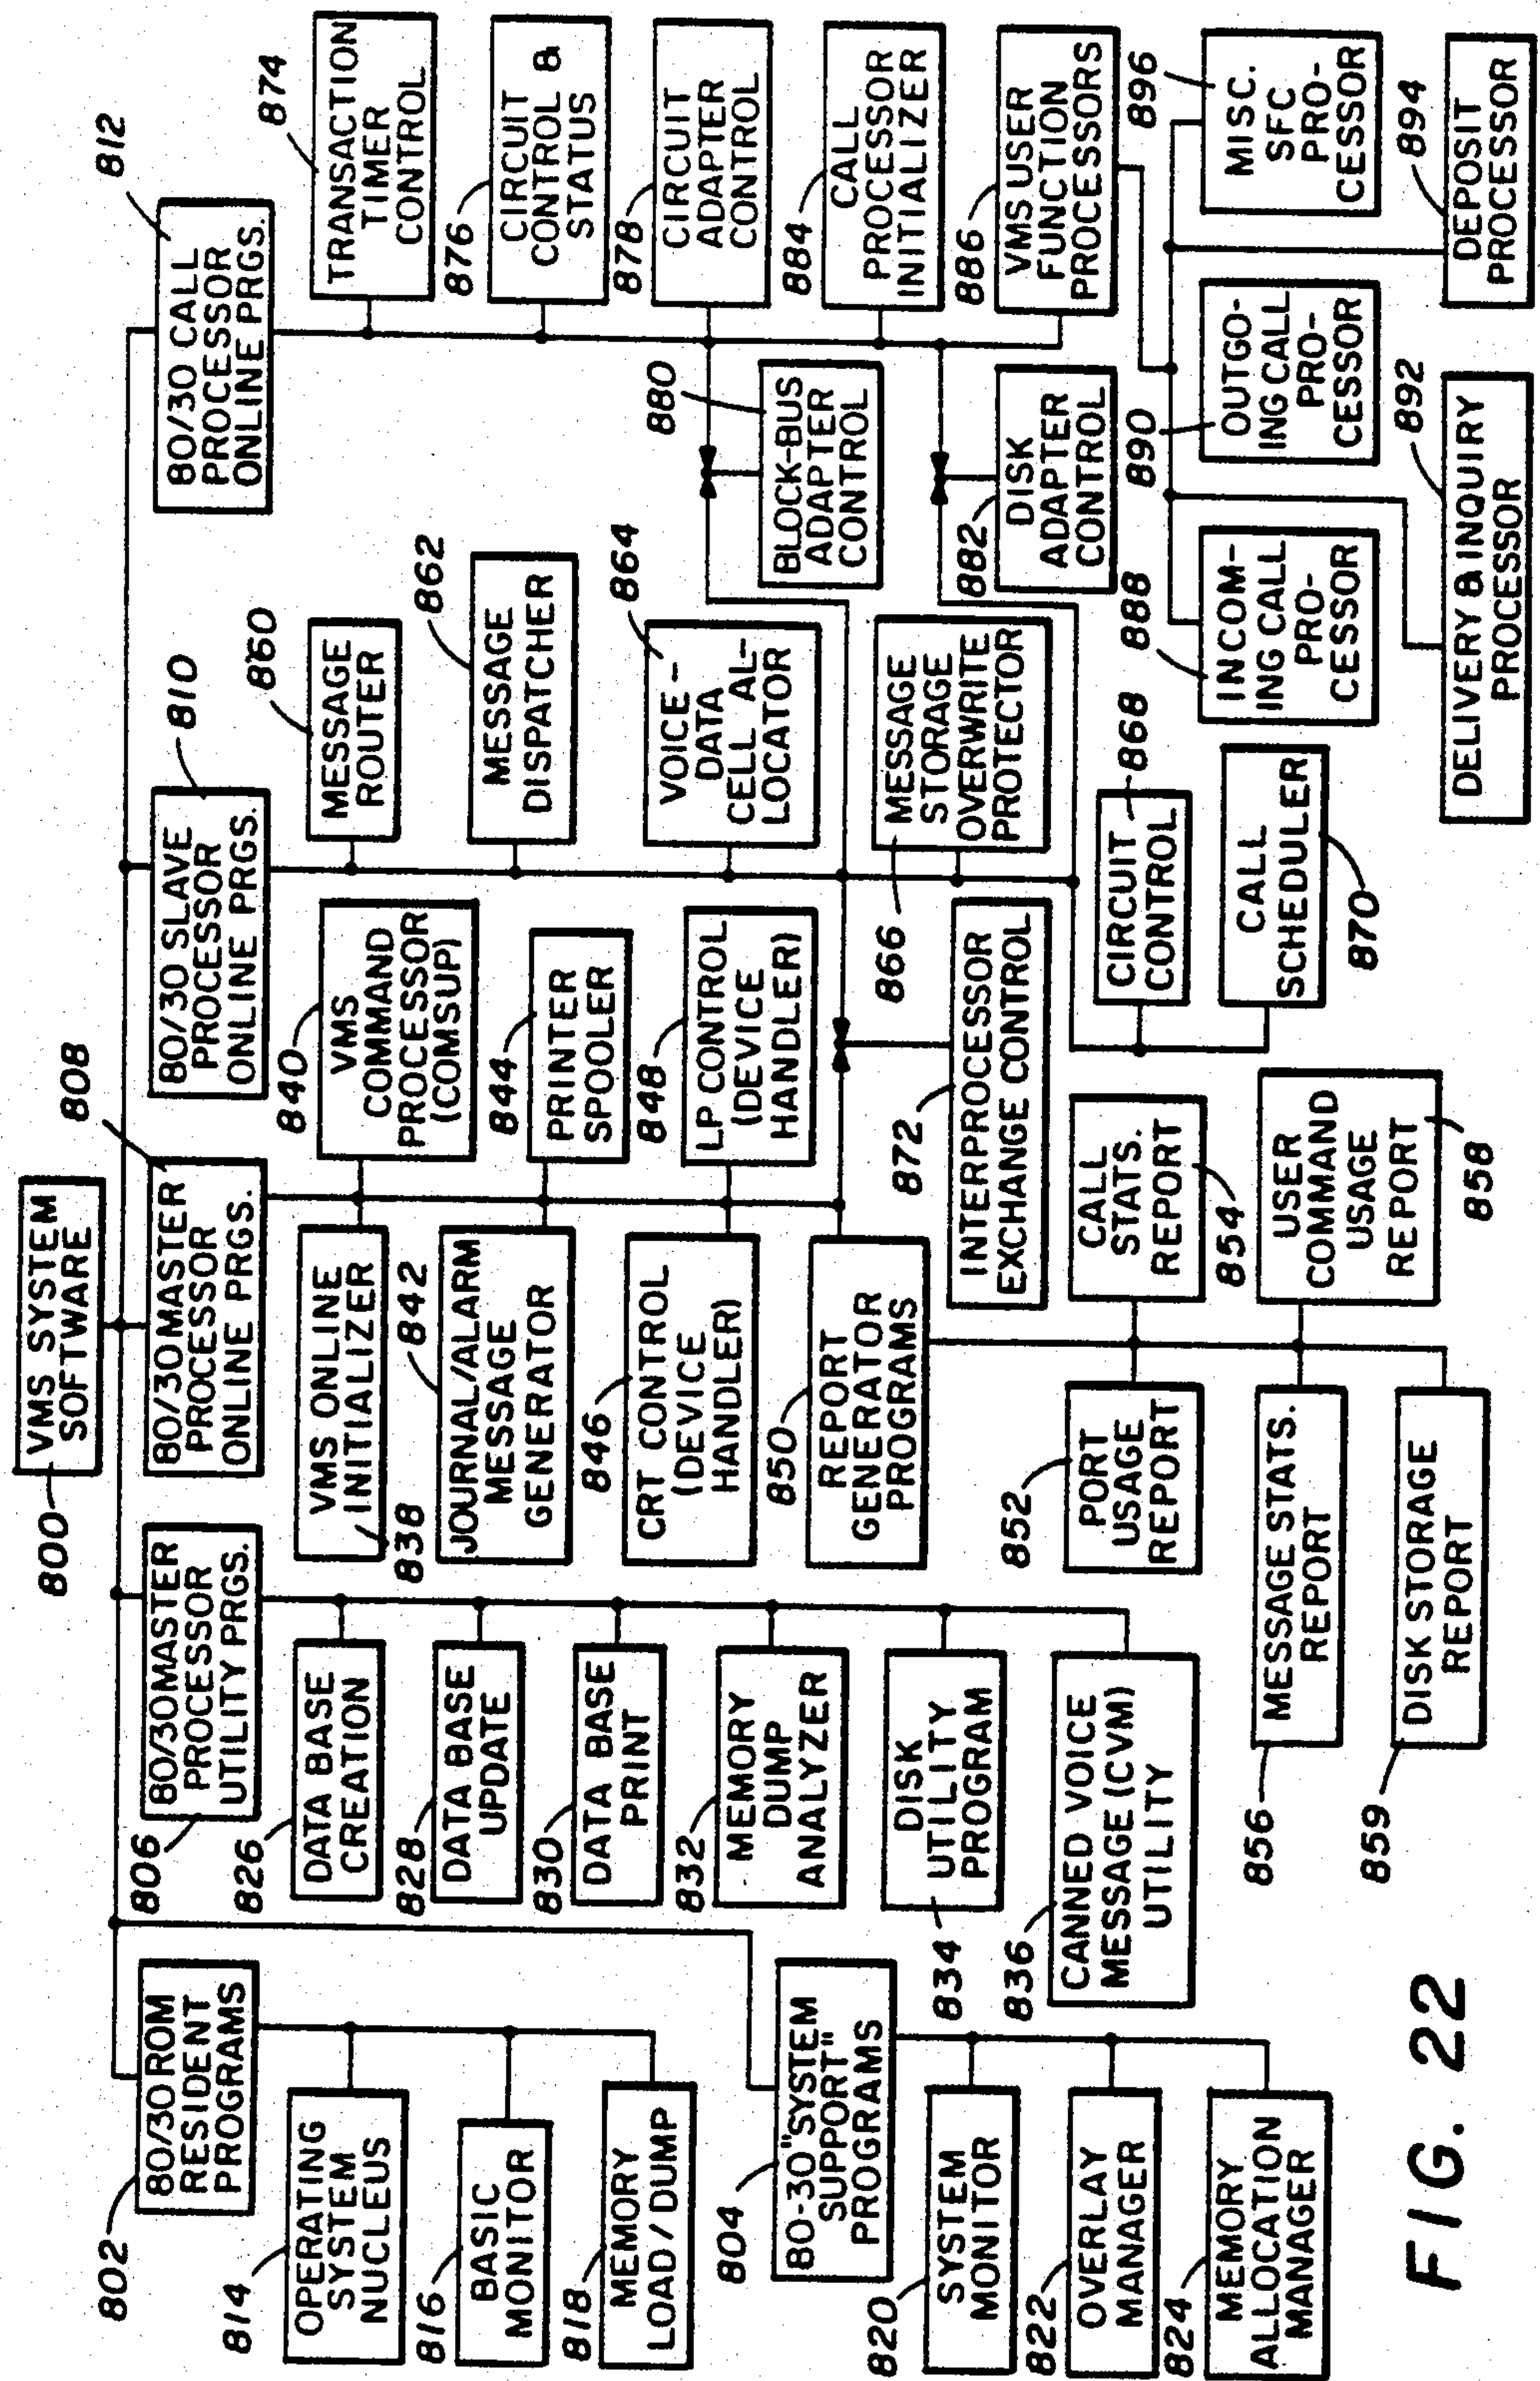 VMS SYSTEM
SOFTWARE
800
80/30 ROM
RESIDENT
PROGRAMS
802
OPERATING
SYSTEM
NUCLEUS
814
BASIC
MONITOR
816
MEMORY
LOAD/DUMP
818
80-30 "SYSTEM
SUPPORT"
PROGRAMS
804
SYSTEM
MONITOR
820
OVERLAY
MANAGER
822
MEMORY
ALLOCATION
MANAGER
824
80/30 MASTER
PROCESSOR
UTILITY PRGS.
806
DATA BASE
CREATION
826
DATA BASE
UPDATE
828
DATA BASE
PRINT
830
MEMORY
DUMP
ANALYZER
832
DISK
UTILITY
PROGRAM
834
CANNED VOICE
MESSAGE (CVM)
UTILITY
836
80/30 MASTER
PROCESSOR
ONLINE PRGS.
808
VMS ONLINE
INITIALIZER
838
VMS
COMMAND
PROCESSOR
(COMSUP)
840
JOURNAL/ALARM
MESSAGE
GENERATOR
842
PRINTER
SPOOLER
844
CRT CONTROL
(DEVICE
HANDLER)
846
LP CONTROL
(DEVICE
HANDLER)
848
REPORT
GENERATOR
PROGRAMS
850
PORT
USAGE
REPORT
852
CALL
STATS.
REPORT
854
MESSAGE STATS.
REPORT
856
USER
COMMAND
USAGE
REPORT
858
DISK STORAGE
REPORT
859
INTERPROCESSOR
EXCHANGE CONTROL
872
80/30 SLAVE
PROCESSOR
ONLINE PRGS.
810
MESSAGE
ROUTER
860
MESSAGE
DISPATCHER
862
VOICE-
DATA
CELL AL-
LOCATOR
864
MESSAGE
STORAGE
OVERWRITE
PROTECTOR
866
CIRCUIT
CONTROL
868
CALL
SCHEDULER
870
80/30 CALL
PROCESSOR
ONLINE PRGS.
812
TRANSACTION
TIMER
CONTROL
874
CIRCUIT
CONTROL &
STATUS
876
CIRCUIT
ADAPTER
CONTROL
878
BLOCK-BUS
ADAPTER
CONTROL
880
DISK
ADAPTER
CONTROL
882
CALL
PROCESSOR
INITIALIZER
884
VMS USER
FUNCTION
PROCESSORS
886
INCOM-
ING CALL
PRO-
CESSOR
888
OUTGO-
ING CALL
PRO-
CESSOR
890
DELIVERY & INQUIRY
PROCESSOR
892
DEPOSIT
PROCESSOR
894
MISC.
SFC
PRO-
CESSOR
896
FIG. 22